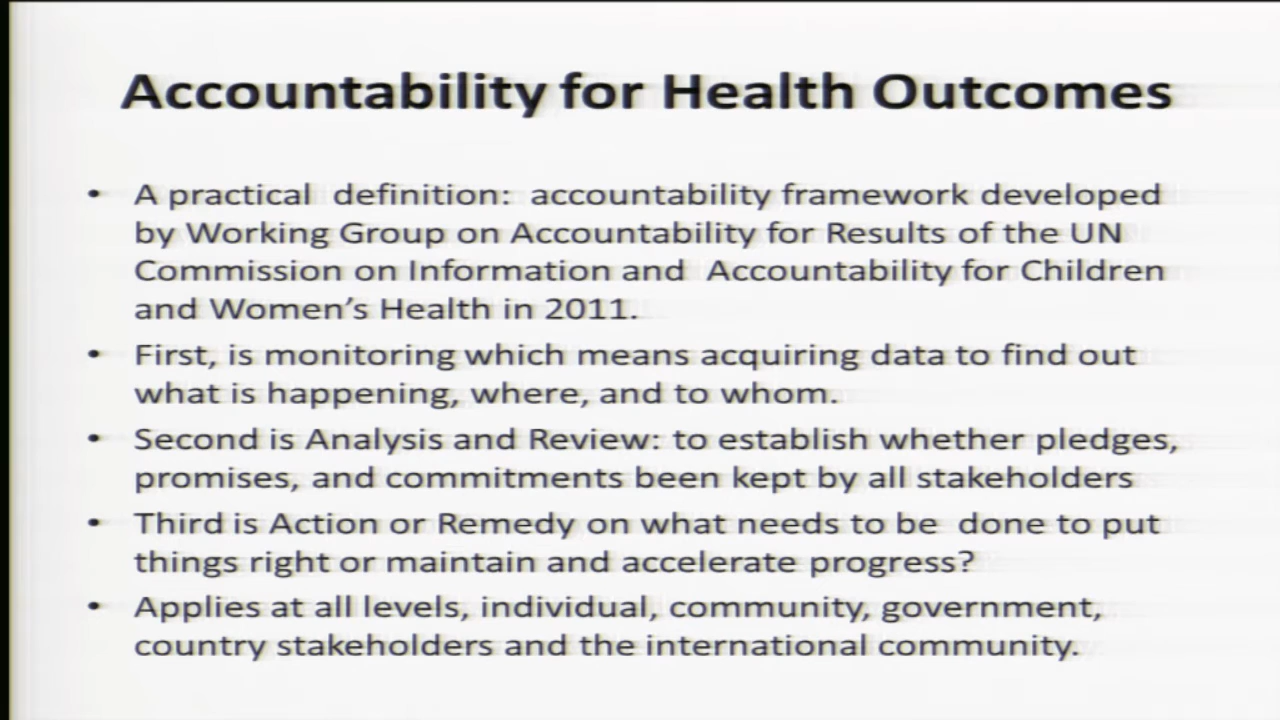 Accountability for Health Outcomes
• A practical definition: accountability framework developed
by Working Group on Accountability for Results of the UN
Commission on Information and Accountability for Children
and Women's Health in 2011.
• First, is monitoring which means acquiring data to find out
what is happening, where, and to whom.
• Second is Analysis and Review: to establish whether pledges,
promises, and commitments been kept by all stakeholders
• Third is Action or Remedy on what needs to be done to put
things right or maintain and accelerate progress?
• Applies at all levels, individual, community, government,
country stakeholders and the international community.